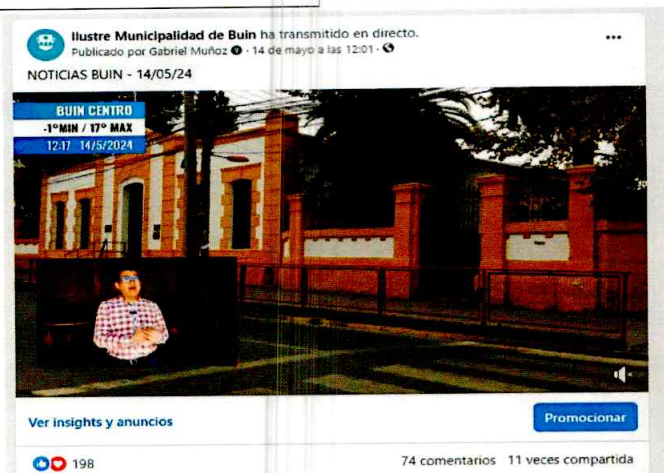 Ilustre Municipalidad de Buin ha transmitido en directo.
Publicado por Gabriel Muñoz · 14 de mayo a las 12:01 ·
NOTICIAS BUIN - 14/05/24
BUIN CENTRO
-1°MIN / 17° MAX
12:17 14/5/2024
Ver insights y anuncios
Promocionar
198
74 comentarios 11 veces compartida